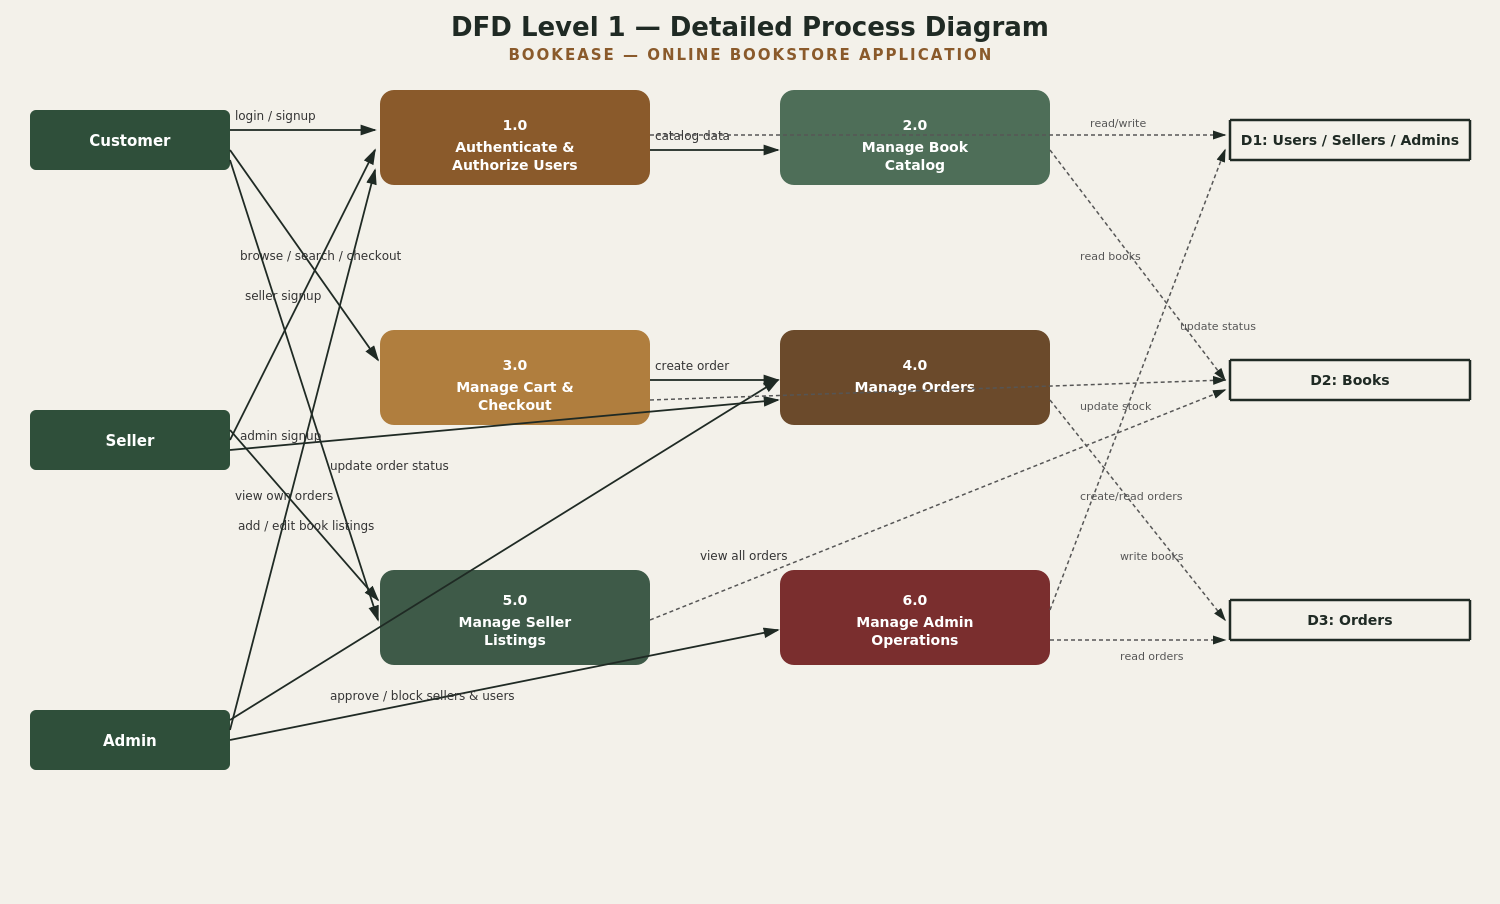 DFD Level 1 — Detailed Process Diagram
BOOKEASE — ONLINE BOOKSTORE APPLICATION
Customer
login / signup
1.0
Authenticate &
Authorize Users
catalog data
2.0
Manage Book
Catalog
read/write
D1: Users / Sellers / Admins
browse / search / checkout
read books
seller signup
update status
3.0
Manage Cart &
Checkout
create order
4.0
Manage Orders
D2: Books
update stock
Seller
admin signup
update order status
view own orders
create/read orders
add / edit book listings
view all orders
write books
5.0
Manage Seller
Listings
6.0
Manage Admin
Operations
D3: Orders
read orders
approve / block sellers & users
Admin